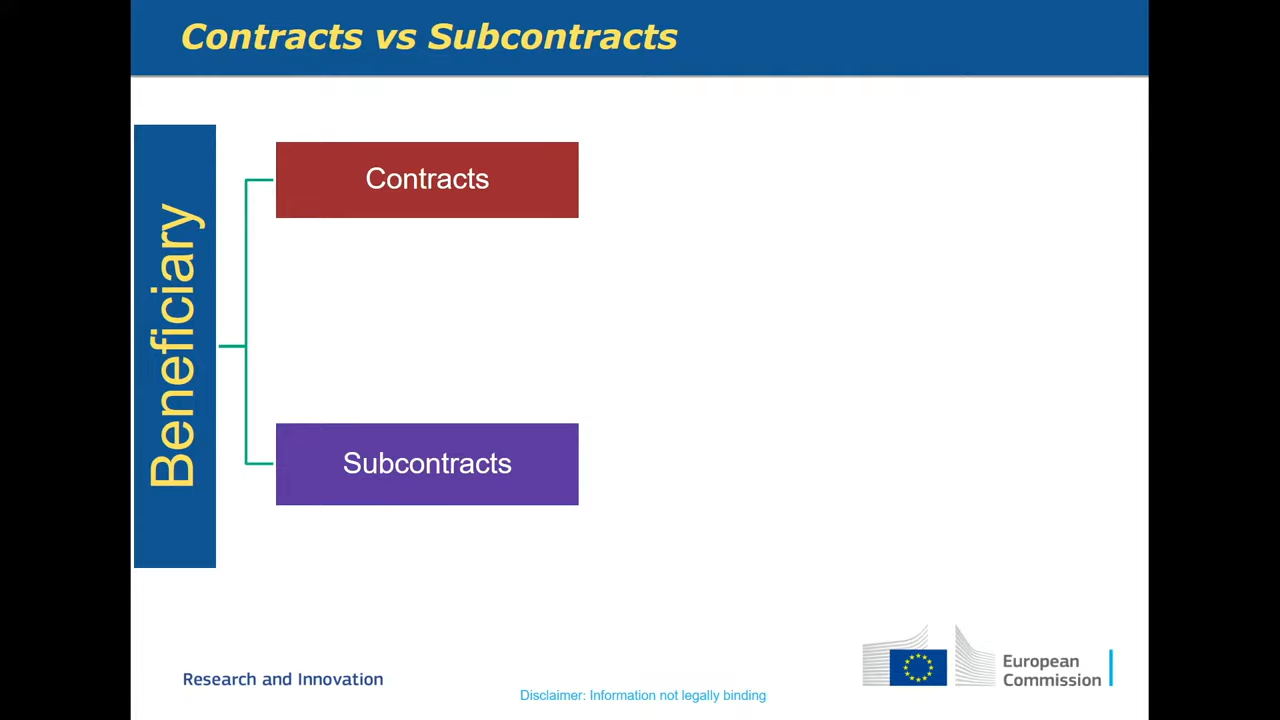 Contracts vs Subcontracts
Beneficiary
Contracts
Subcontracts
Research and Innovation
European
Commission
Disclaimer: Information not legally binding